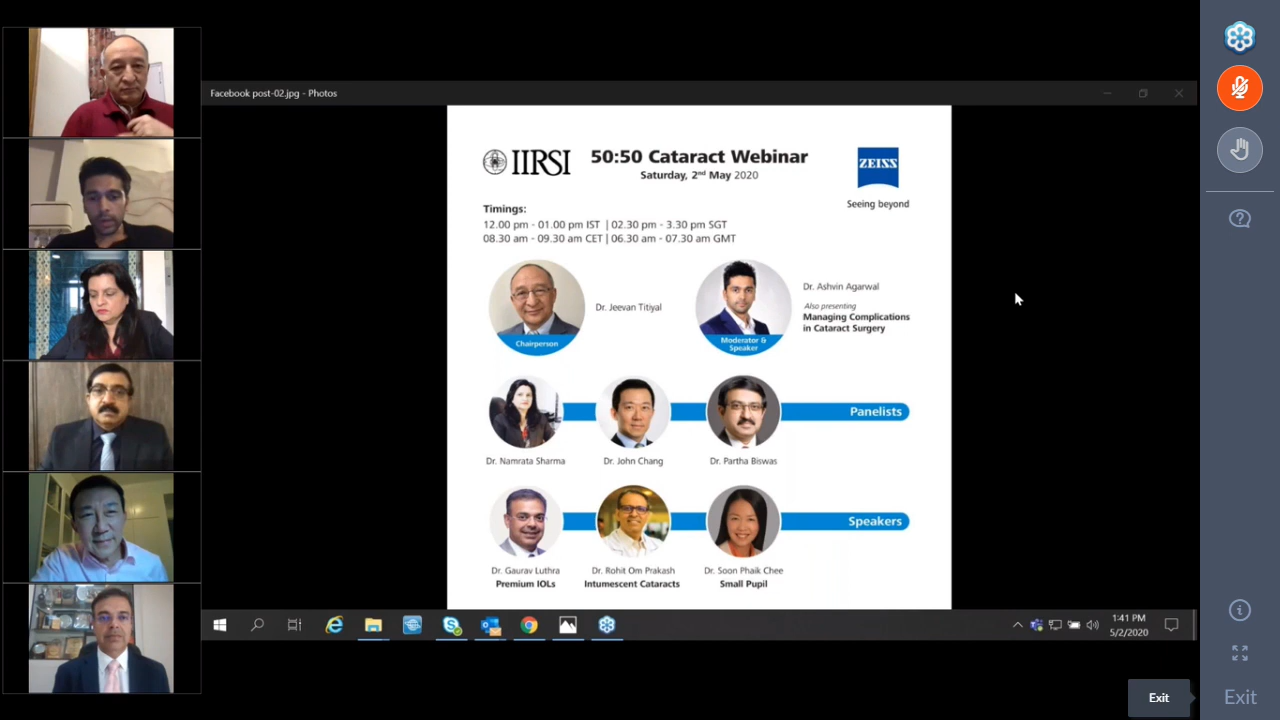 Facebook post-02.jpg - Photos
IIRSI
50:50 Cataract Webinar
Saturday, 2nd May 2020
ZEISS
Seeing beyond
Timings:
12.00 pm - 01.00 pm IST | 02.30 pm - 3.30 pm SGT
08.30 am - 09.30 am CET | 06.30 am - 07.30 am GMT
Dr. Jeevan Titiyal
Chairperson
Dr. Ashvin Agarwal
Also presenting
Managing Complications
in Cataract Surgery
Moderator &
Speaker
Panelists
Dr. Namrata Sharma
Dr. John Chang
Dr. Partha Biswas
Speakers
Dr. Gaurav Luthra
Premium IOLs
Dr. Rohit Om Prakash
Intumescent Cataracts
Dr. Soon Phaik Chee
Small Pupil
1:41 PM
5/2/2020
Exit
Exit